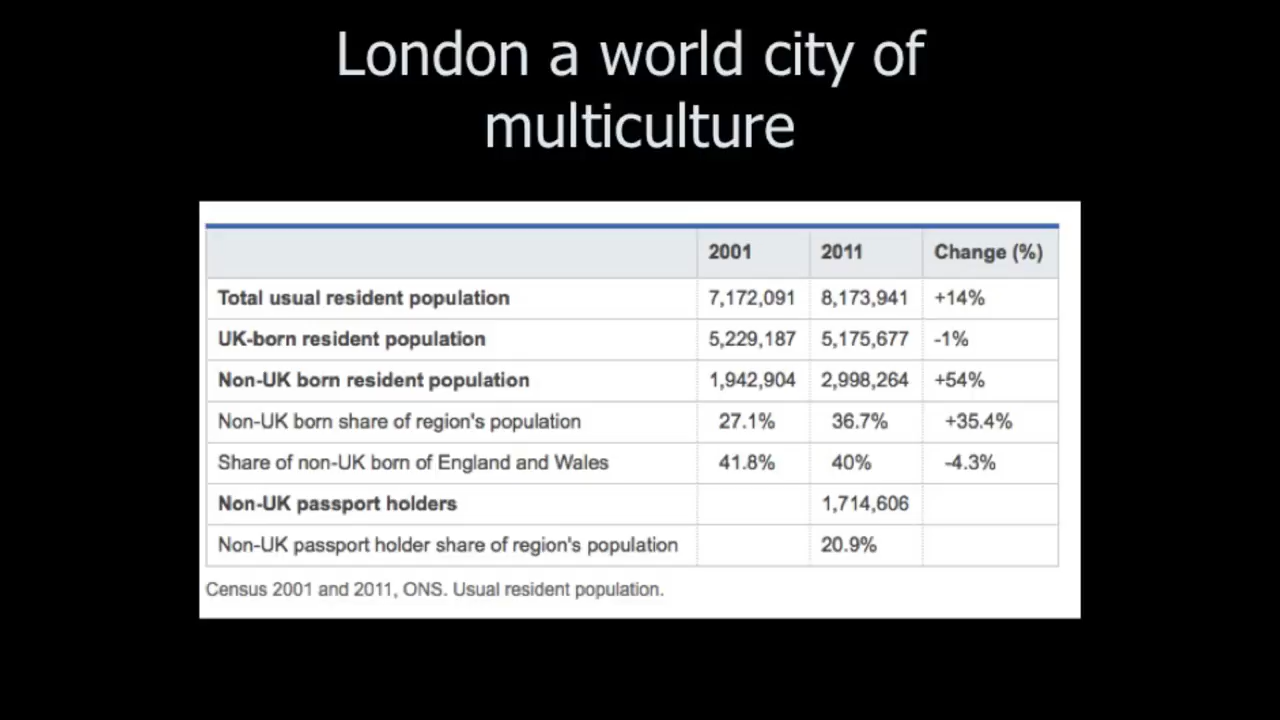 London a world city of
multiculture
2001 2011 Change (%)
Total usual resident population 7,172,091 8,173,941 +14%
UK-born resident population 5,229,187 5,175,677 -1%
Non-UK born resident population 1,942,904 2,998,264 +54%
Non-UK born share of region's population 27.1% 36.7% +35.4%
Share of non-UK born of England and Wales 41.8% 40% -4.3%
Non-UK passport holders 1,714,606
Non-UK passport holder share of region's population 20.9%
Census 2001 and 2011, ONS. Usual resident population.